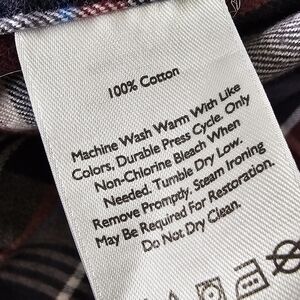 100% Cotton
Machine Wash Warm With Like
Colors, Durable Press Cycle. Only
Non-Chlorine Bleach When
Needed. Tumble Dry Low.
Remove Promptly. Steam Ironing
May Be Required For Restoration.
Do Not Dry Clean.